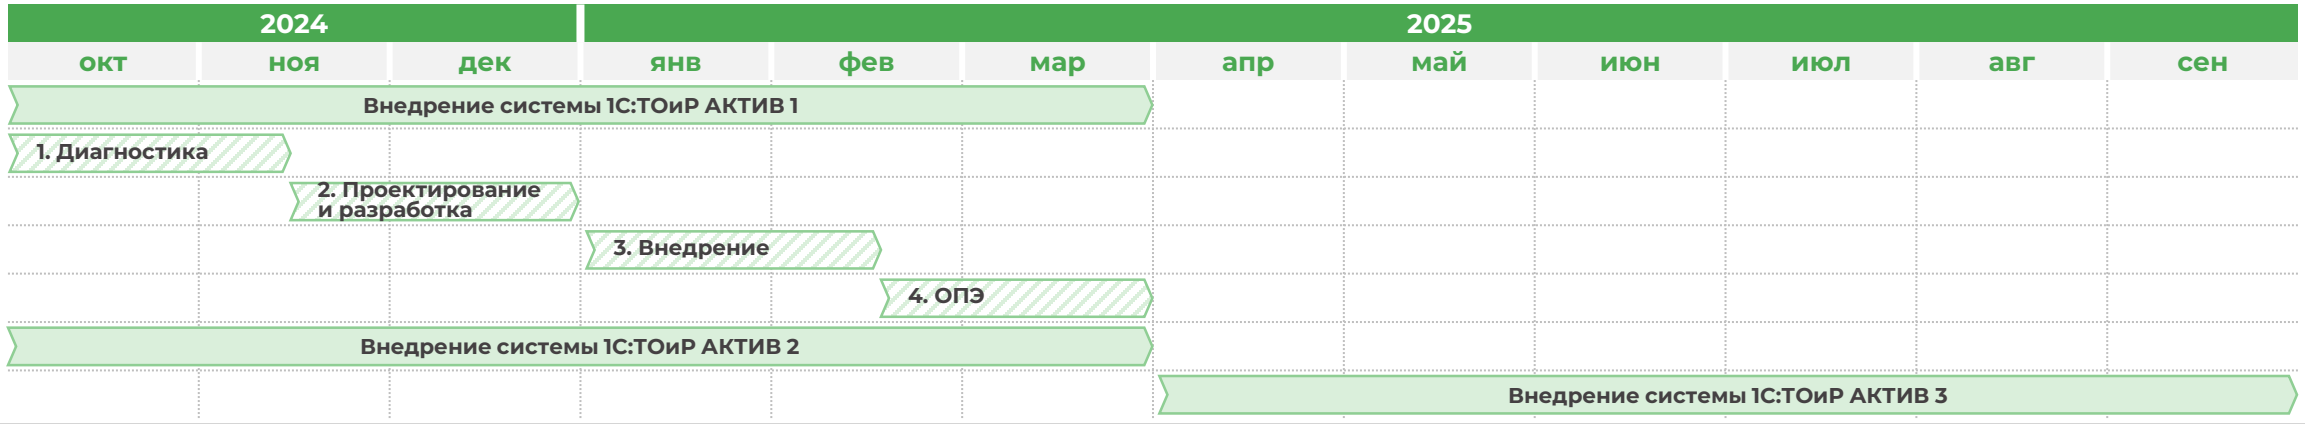 2024 2025
окт ноя дек янв фев мар апр май июн июл авг сен
Внедрение системы 1С:ТОиР АКТИВ 1
1. Диагностика
2. Проектирование
и разработка
3. Внедрение
4. ОПЭ
Внедрение системы 1С:ТОиР АКТИВ 2
Внедрение системы 1С:ТОиР АКТИВ 3